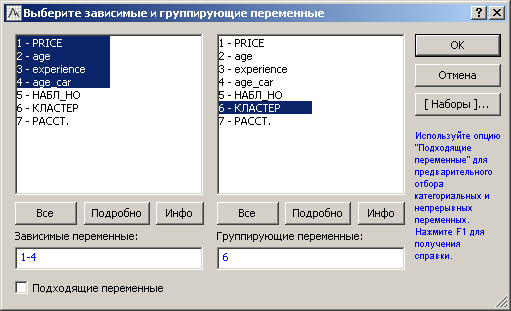 Выберите зависимые и группирующие переменные
1 - PRICE
2 - age
3 - experience
4 - age_car
5 - НАБЛ_НО
6 - КЛАСТЕР
7 - РАССТ.
1 - PRICE
2 - age
3 - experience
4 - age_car
5 - НАБЛ_НО
6 - КЛАСТЕР
7 - РАССТ.
OK
Отмена
[ Наборы ]...
Используйте опцию
"Подходящие
переменные" для
предварительного
отбора
категориальных и
непрерывных
переменных.
Нажмите F1 для
получения
справки.
Все Подробно Инфо Все Подробно Инфо
Зависимые переменные: Группирующие переменные:
1-4 6
Подходящие переменные